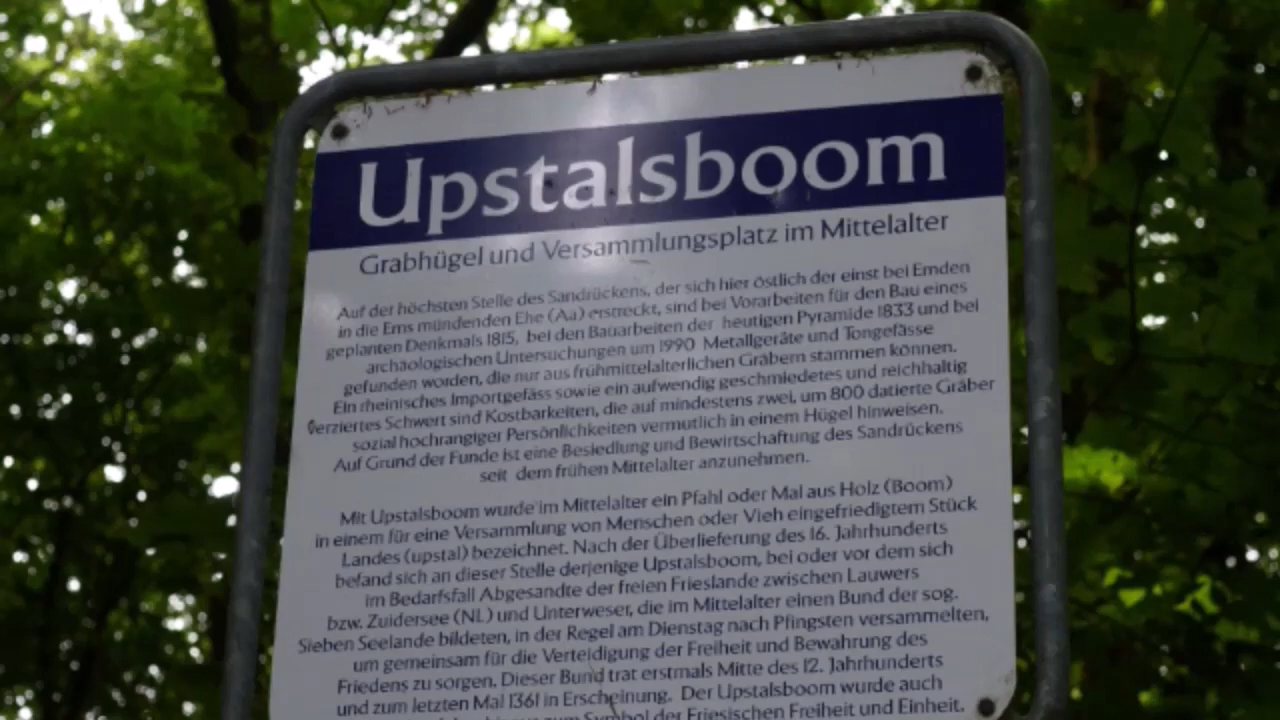 Upstalsboom
Grabhügel und Versammlungsplatz im Mittelalter
Auf der höchsten Stelle des Sandrückens, der sich hier östlich der einst bei Emden
in die Ems mündenden Ehe (Aa) erstreckt, sind bei Vorarbeiten für den Bau eines
geplanten Denkmals 1815, bei den Bauarbeiten der heutigen Pyramide 1833 und bei
archäologischen Untersuchungen um 1990 Metallgeräte und Tongefässe
gefunden worden, die nur aus frühmittelalterlichen Gräbern stammen können.
Ein rheinisches Importgefäss sowie ein aufwendig geschmiedetes und reichhaltig
verziertes Schwert sind Kostbarkeiten, die auf mindestens zwei, um 800 datierte Gräber
sozial hochrangiger Persönlichkeiten vermutlich in einem Hügel hinweisen.
Auf Grund der Funde ist eine Besiedlung und Bewirtschaftung des Sandrückens
seit dem frühen Mittelalter anzunehmen.
Mit Upstalsboom wurde im Mittelalter ein Pfahl oder Mal aus Holz (Boom)
in einem für eine Versammlung von Menschen oder Vieh eingefriedigtem Stück
Landes (upstal) bezeichnet. Nach der Überlieferung des 16. Jahrhunderts
befand sich an dieser Stelle derjenige Upstalsboom, bei oder vor dem sich
im Bedarfsfall Abgesandte der freien Frieslande zwischen Lauwers
bzw. Zuidersee (NL) und Unterweser, die im Mittelalter einen Bund der sog.
Sieben Seelande bildeten, in der Regel am Dienstag nach Pfingsten versammelten,
um gemeinsam für die Verteidigung der Freiheit und Bewahrung des
Friedens zu sorgen. Dieser Bund trat erstmals Mitte des 12. Jahrhunderts
und zum letzten Mal 1361 in Erscheinung. Der Upstalsboom wurde auch
zum Symbol der Friesischen Freiheit und Einheit.